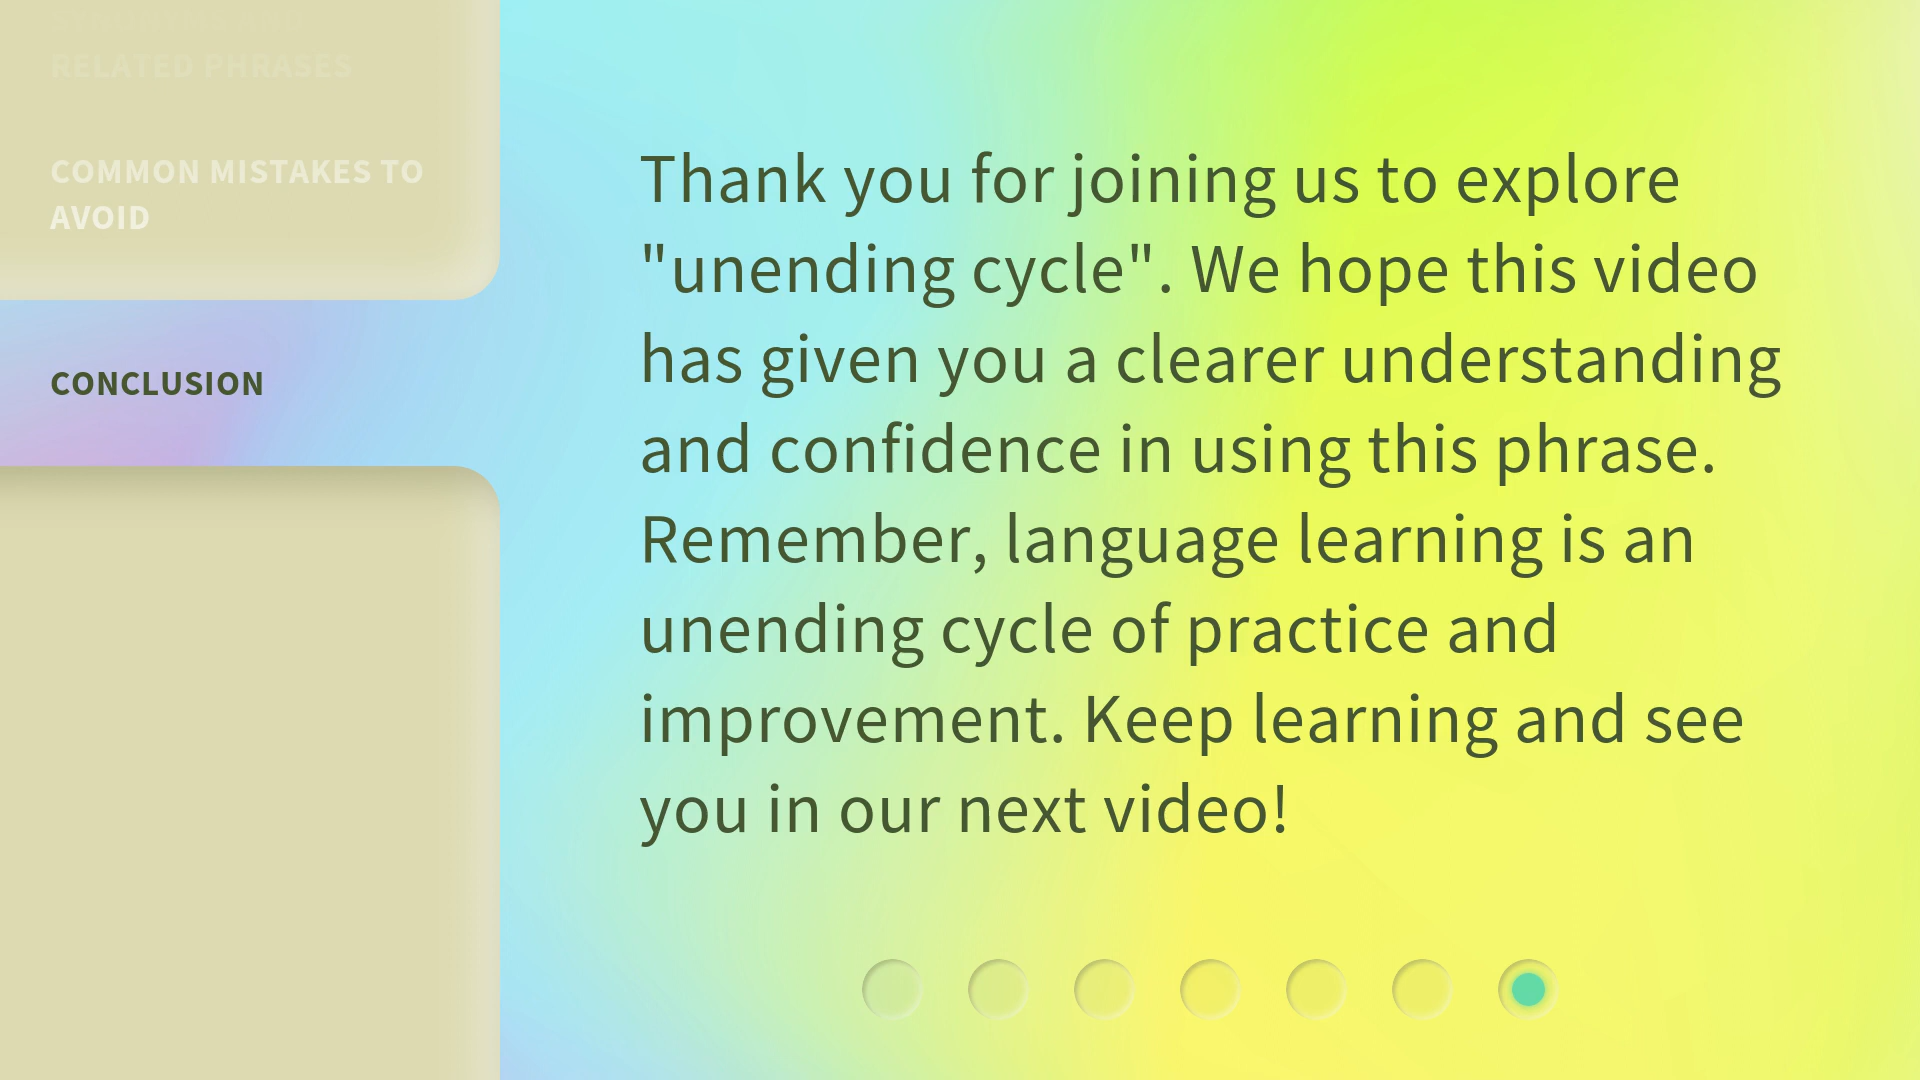 RELATED PHRASES
COMMON MISTAKES TO
AVOID
CONCLUSION
Thank you for joining us to explore
"unending cycle". We hope this video
has given you a clearer understanding
and confidence in using this phrase.
Remember, language learning is an
unending cycle of practice and
improvement. Keep learning and see
you in our next video!